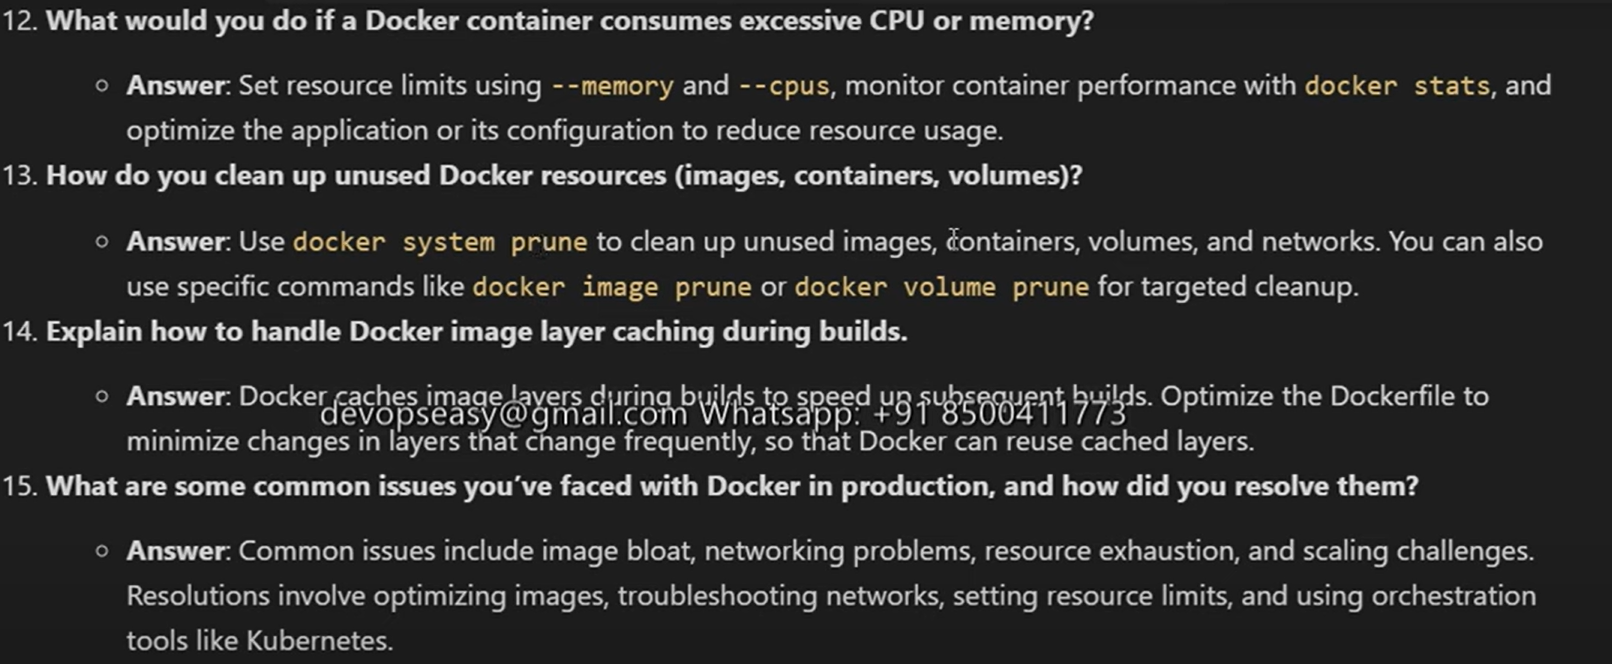 12. What would you do if a Docker container consumes excessive CPU or memory?
○ Answer: Set resource limits using --memory and --cpus, monitor container performance with docker stats, and
optimize the application or its configuration to reduce resource usage.
13. How do you clean up unused Docker resources (images, containers, volumes)?
○ Answer: Use docker system prune to clean up unused images, containers, volumes, and networks. You can also
use specific commands like docker image prune or docker volume prune for targeted cleanup.
14. Explain how to handle Docker image layer caching during builds.
○ Answer: Docker caches image layers during builds to speed up subsequent builds. Optimize the Dockerfile to
devopseasy@gmail.com Whatsapp: +91 8500411773
minimize changes in layers that change frequently, so that Docker can reuse cached layers.
15. What are some common issues you've faced with Docker in production, and how did you resolve them?
○ Answer: Common issues include image bloat, networking problems, resource exhaustion, and scaling challenges.
Resolutions involve optimizing images, troubleshooting networks, setting resource limits, and using orchestration
tools like Kubernetes.